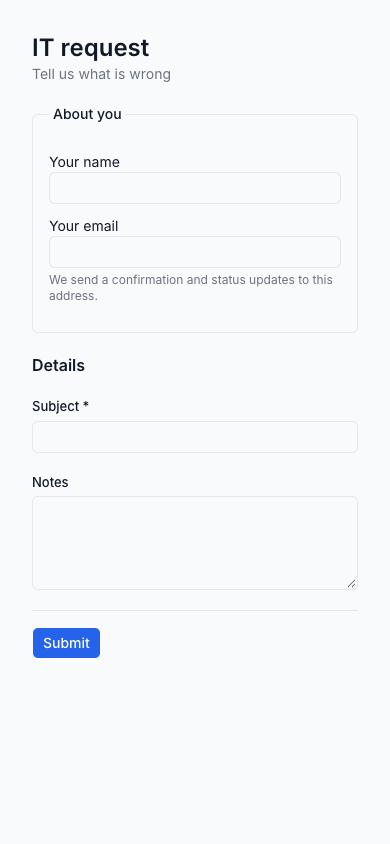 IT request
Tell us what is wrong
About you
Your name
Your email
We send a confirmation and status updates to this
address.
Details
Subject *
Notes
Submit